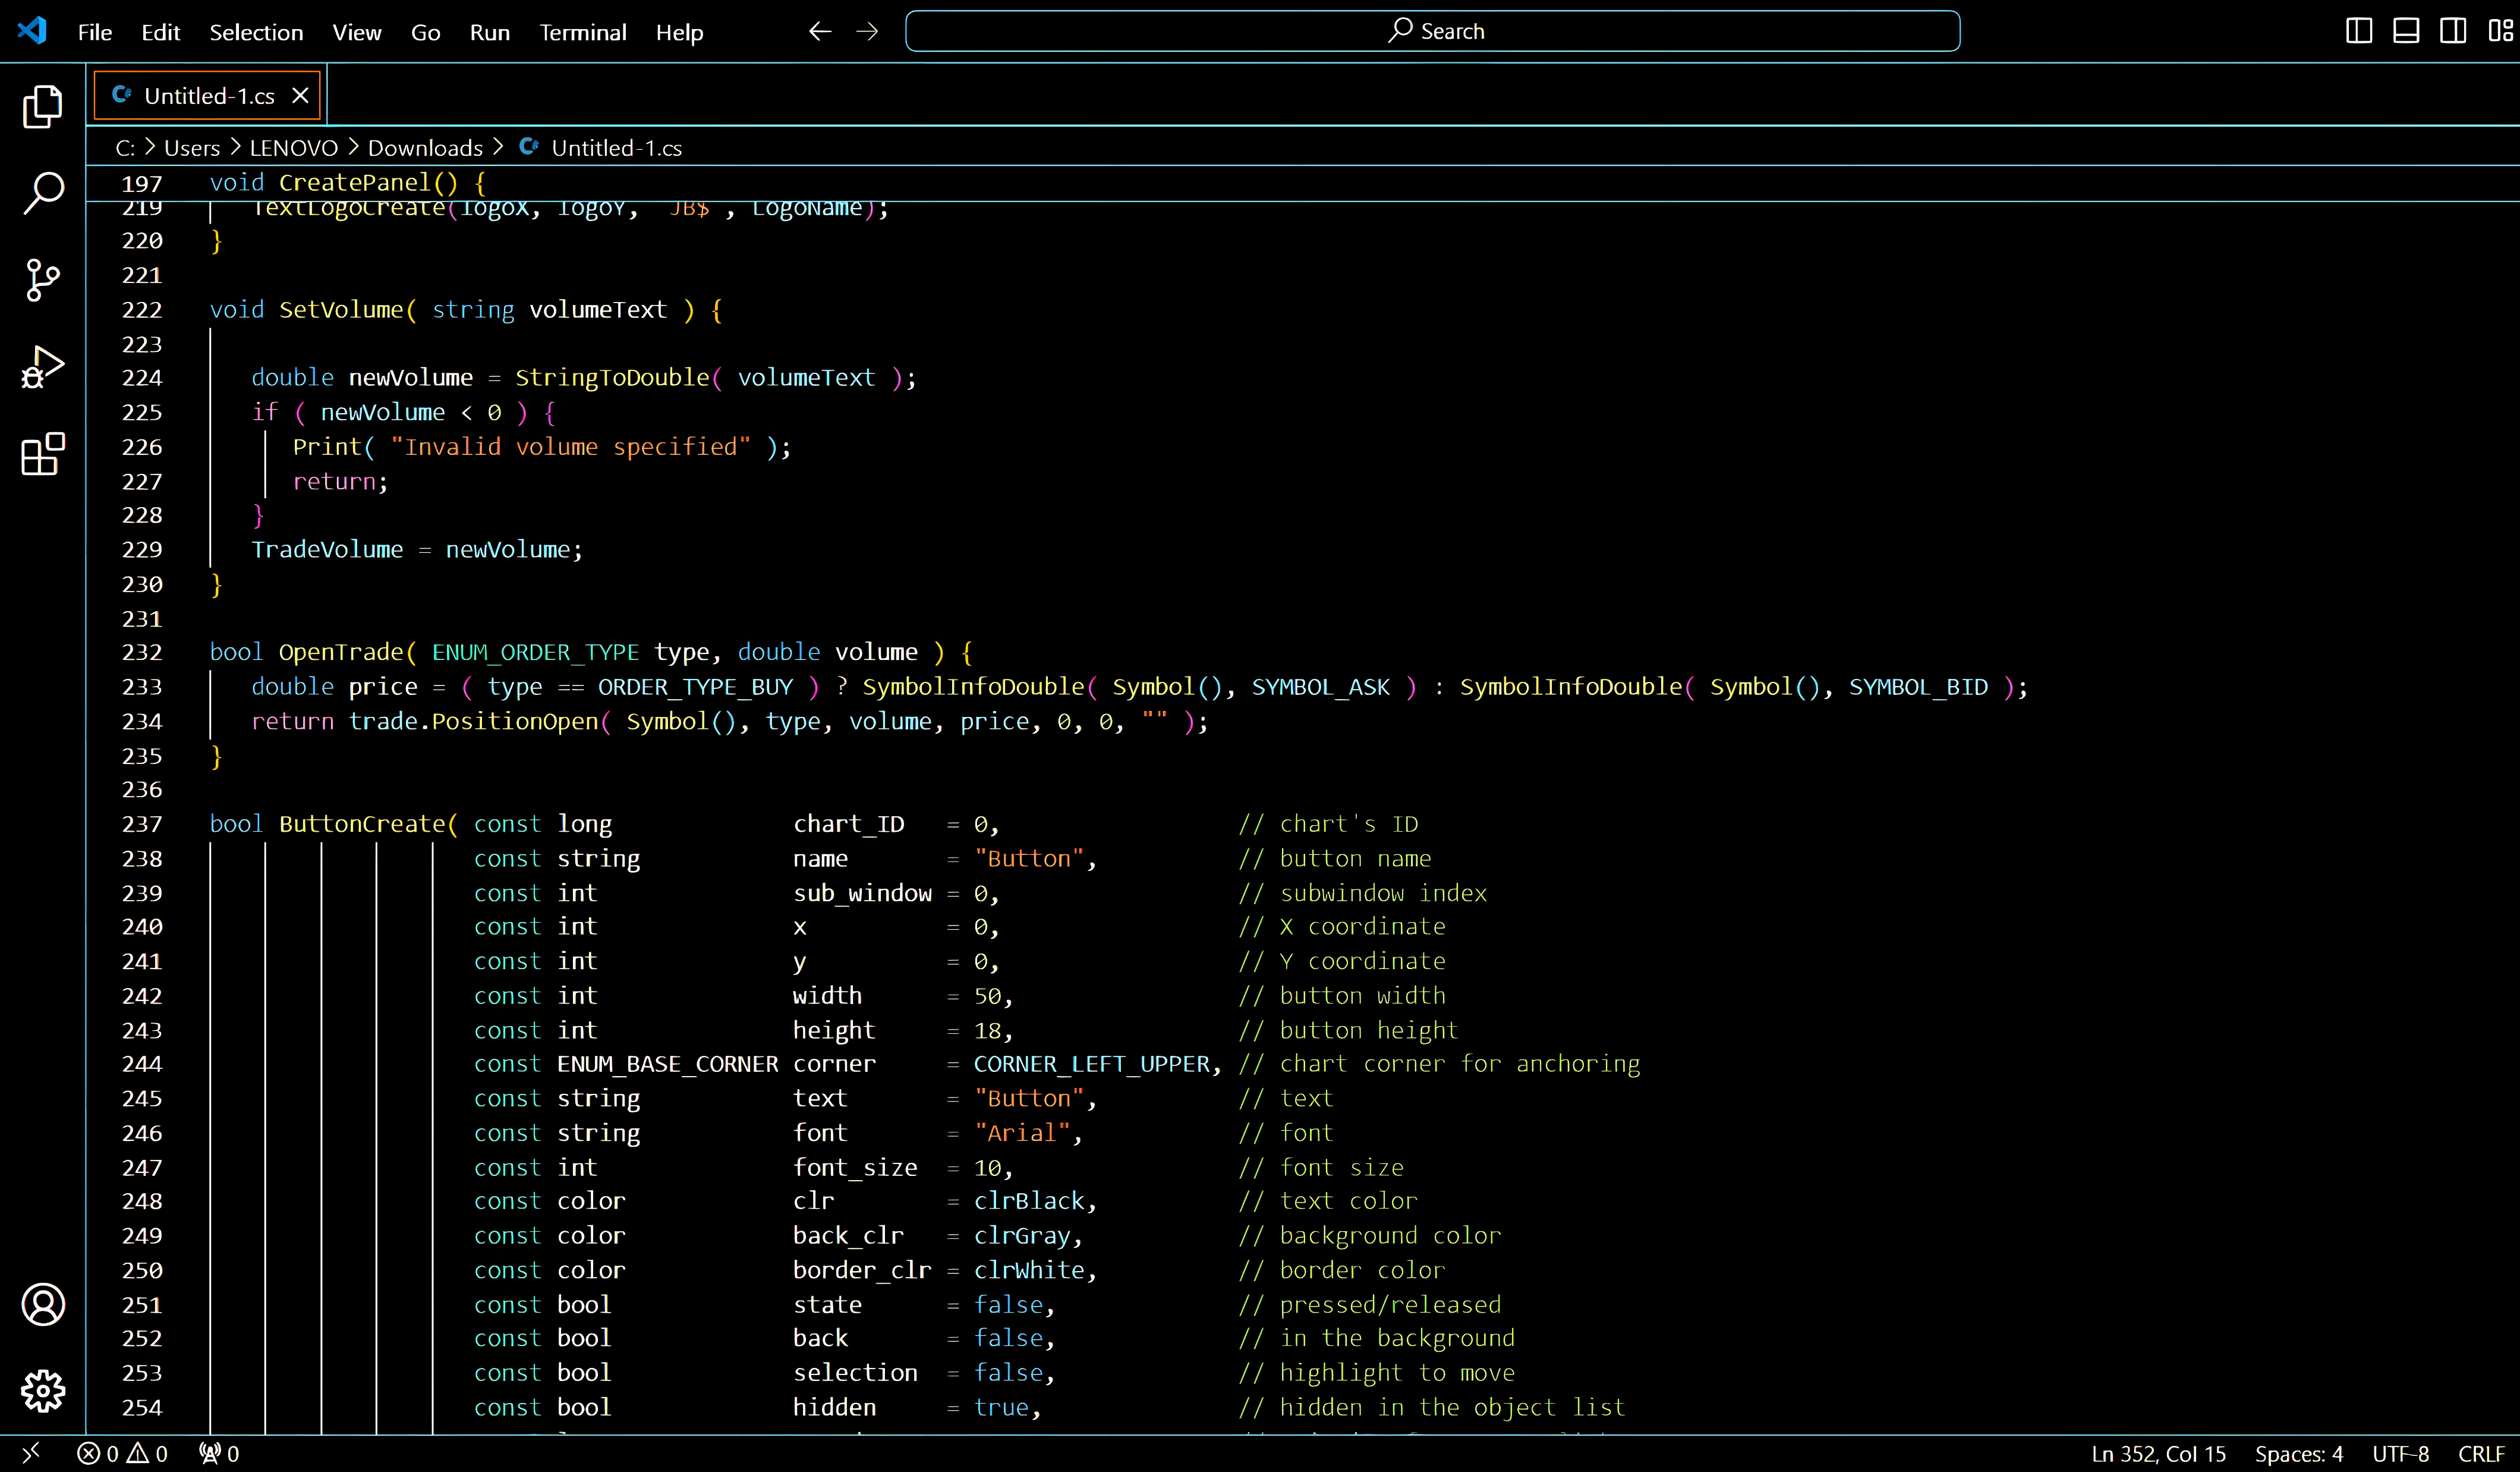 File Edit Selection View Go Run Terminal Help Search
Untitled-1.cs
C: > Users > LENOVO > Downloads > Untitled-1.cs
197 void CreatePanel() {
219 TextLogoCreate(logoX, logoY, "JB$", LogoName);
220 }
221
222 void SetVolume( string volumeText ) {
223
224 double newVolume = StringToDouble( volumeText );
225 if ( newVolume < 0 ) {
226 Print( "Invalid volume specified" );
227 return;
228 }
229 TradeVolume = newVolume;
230 }
231
232 bool OpenTrade( ENUM_ORDER_TYPE type, double volume ) {
233 double price = ( type == ORDER_TYPE_BUY ) ? SymbolInfoDouble( Symbol(), SYMBOL_ASK ) : SymbolInfoDouble( Symbol(), SYMBOL_BID );
234 return trade.PositionOpen( Symbol(), type, volume, price, 0, 0, "" );
235 }
236
237 bool ButtonCreate( const long chart_ID = 0, // chart's ID
238 const string name = "Button", // button name
239 const int sub_window = 0, // subwindow index
240 const int x = 0, // X coordinate
241 const int y = 0, // Y coordinate
242 const int width = 50, // button width
243 const int height = 18, // button height
244 const ENUM_BASE_CORNER corner = CORNER_LEFT_UPPER, // chart corner for anchoring
245 const string text = "Button", // text
246 const string font = "Arial", // font
247 const int font_size = 10, // font size
248 const color clr = clrBlack, // text color
249 const color back_clr = clrGray, // background color
250 const color border_clr = clrWhite, // border color
251 const bool state = false, // pressed/released
252 const bool back = false, // in the background
253 const bool selection = false, // highlight to move
254 const bool hidden = true, // hidden in the object list
0 0 0 Ln 352, Col 15 Spaces: 4 UTF-8 CRLF